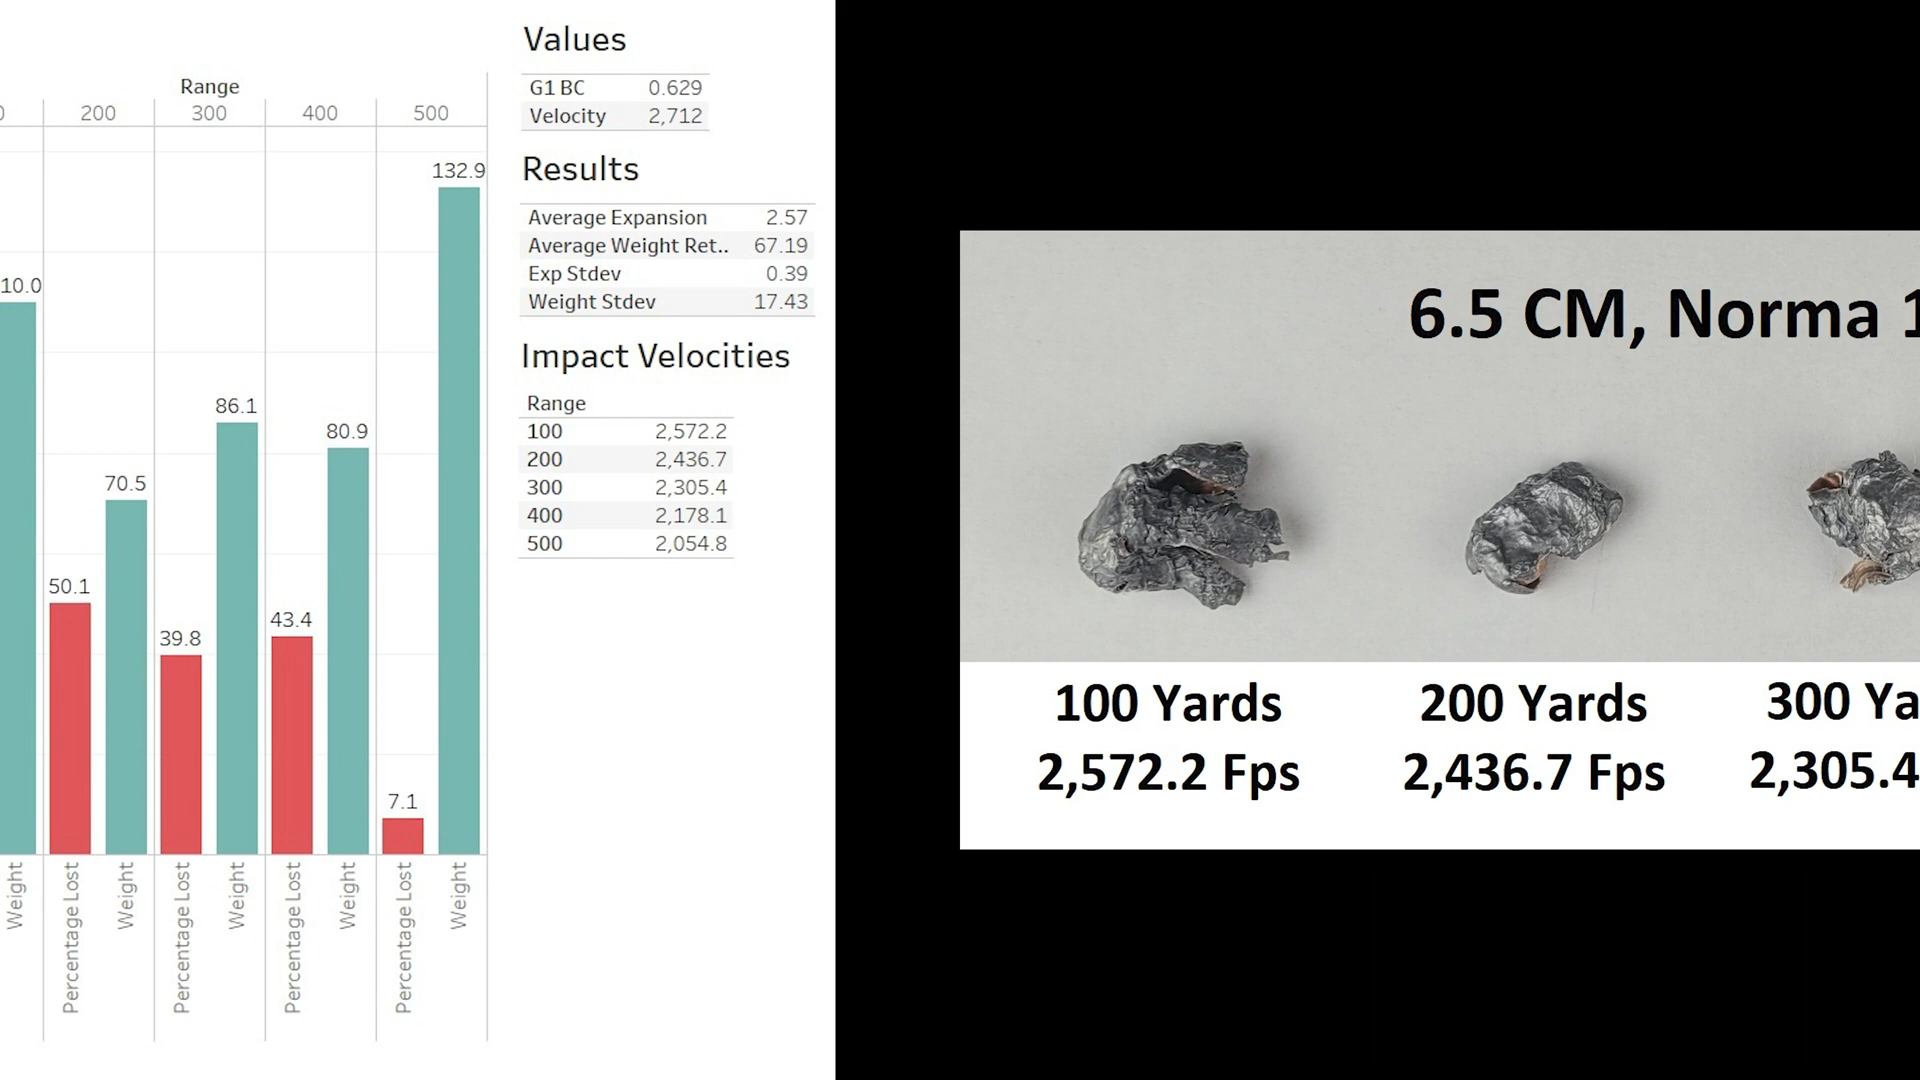 Range
200 300 400 500
10.0
50.1
70.5
39.8
86.1
43.4
80.9
7.1
132.9
Weight
Percentage Lost
Weight
Percentage Lost
Weight
Percentage Lost
Weight
Percentage Lost
Weight
Values
G1 BC 0.629
Velocity 2,712
Results
Average Expansion 2.57
Average Weight Ret.. 67.19
Exp Stdev 0.39
Weight Stdev 17.43
Impact Velocities
Range
100 2,572.2
200 2,436.7
300 2,305.4
400 2,178.1
500 2,054.8
6.5 CM, Norma 1
100 Yards
2,572.2 Fps
200 Yards
2,436.7 Fps
300 Ya
2,305.4